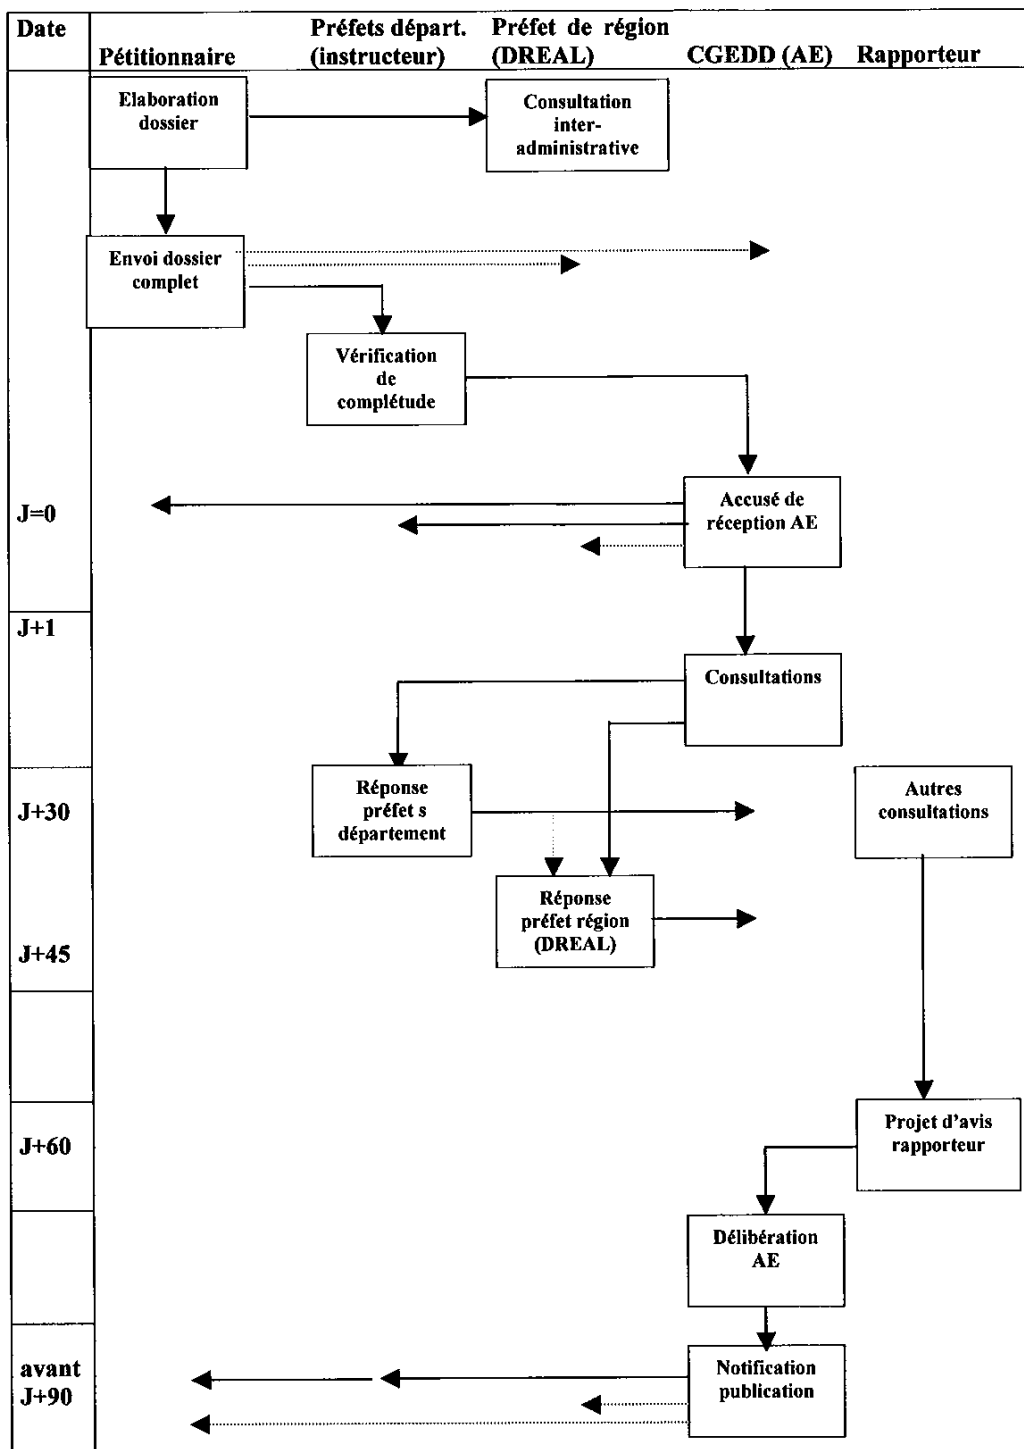 Date
Pétitionnaire
Préfets départ.
(instructeur)
Préfet de région
(DREAL)
CGEDD (AE)
Rapporteur
Elaboration
dossier
Consultation
inter-
administrative
Envoi dossier
complet
Vérification
de
complétude
J=0
Accusé de
réception AE
J+1
Consultations
J+30
Réponse
préfet s
département
Autres
consultations
Réponse
préfet région
(DREAL)
J+45
J+60
Projet d'avis
rapporteur
Délibération
AE
avant
J+90
Notification
publication